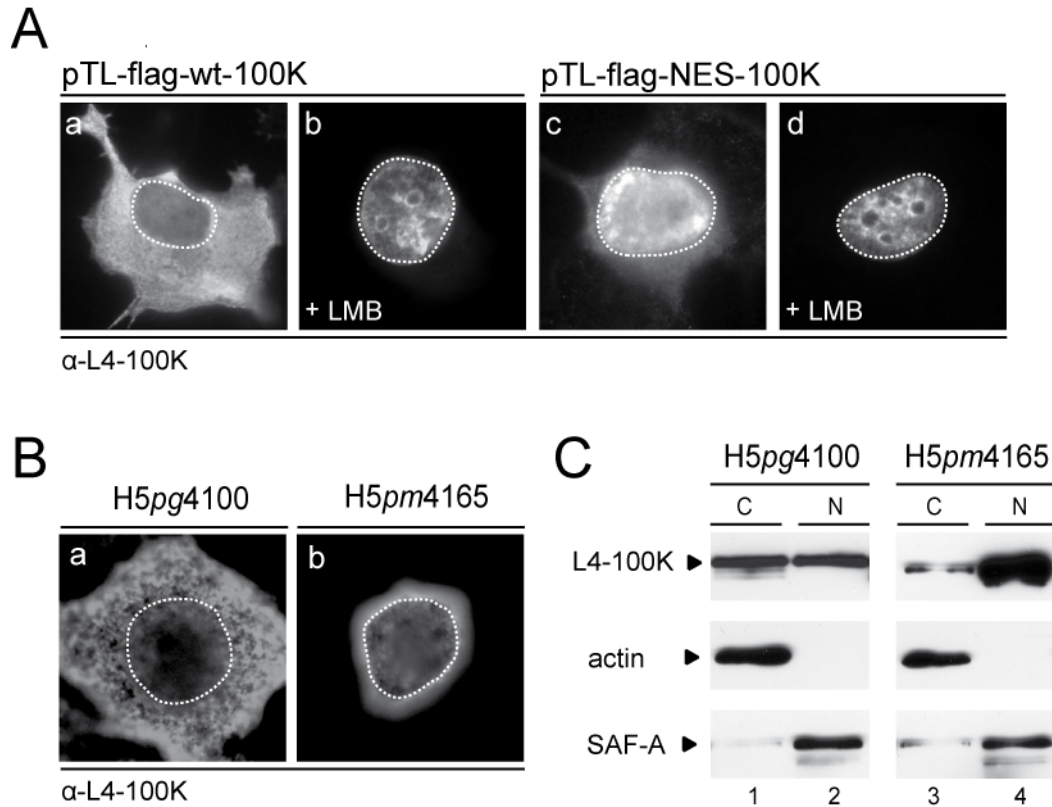 A
pTL-flag-wt-100K pTL-flag-NES-100K
a b c d
+ LMB + LMB
α-L4-100K
B
H5pg4100 H5pm4165
a b
α-L4-100K
C
H5pg4100 H5pm4165
C N C N
L4-100K
actin
SAF-A
1 2 3 4